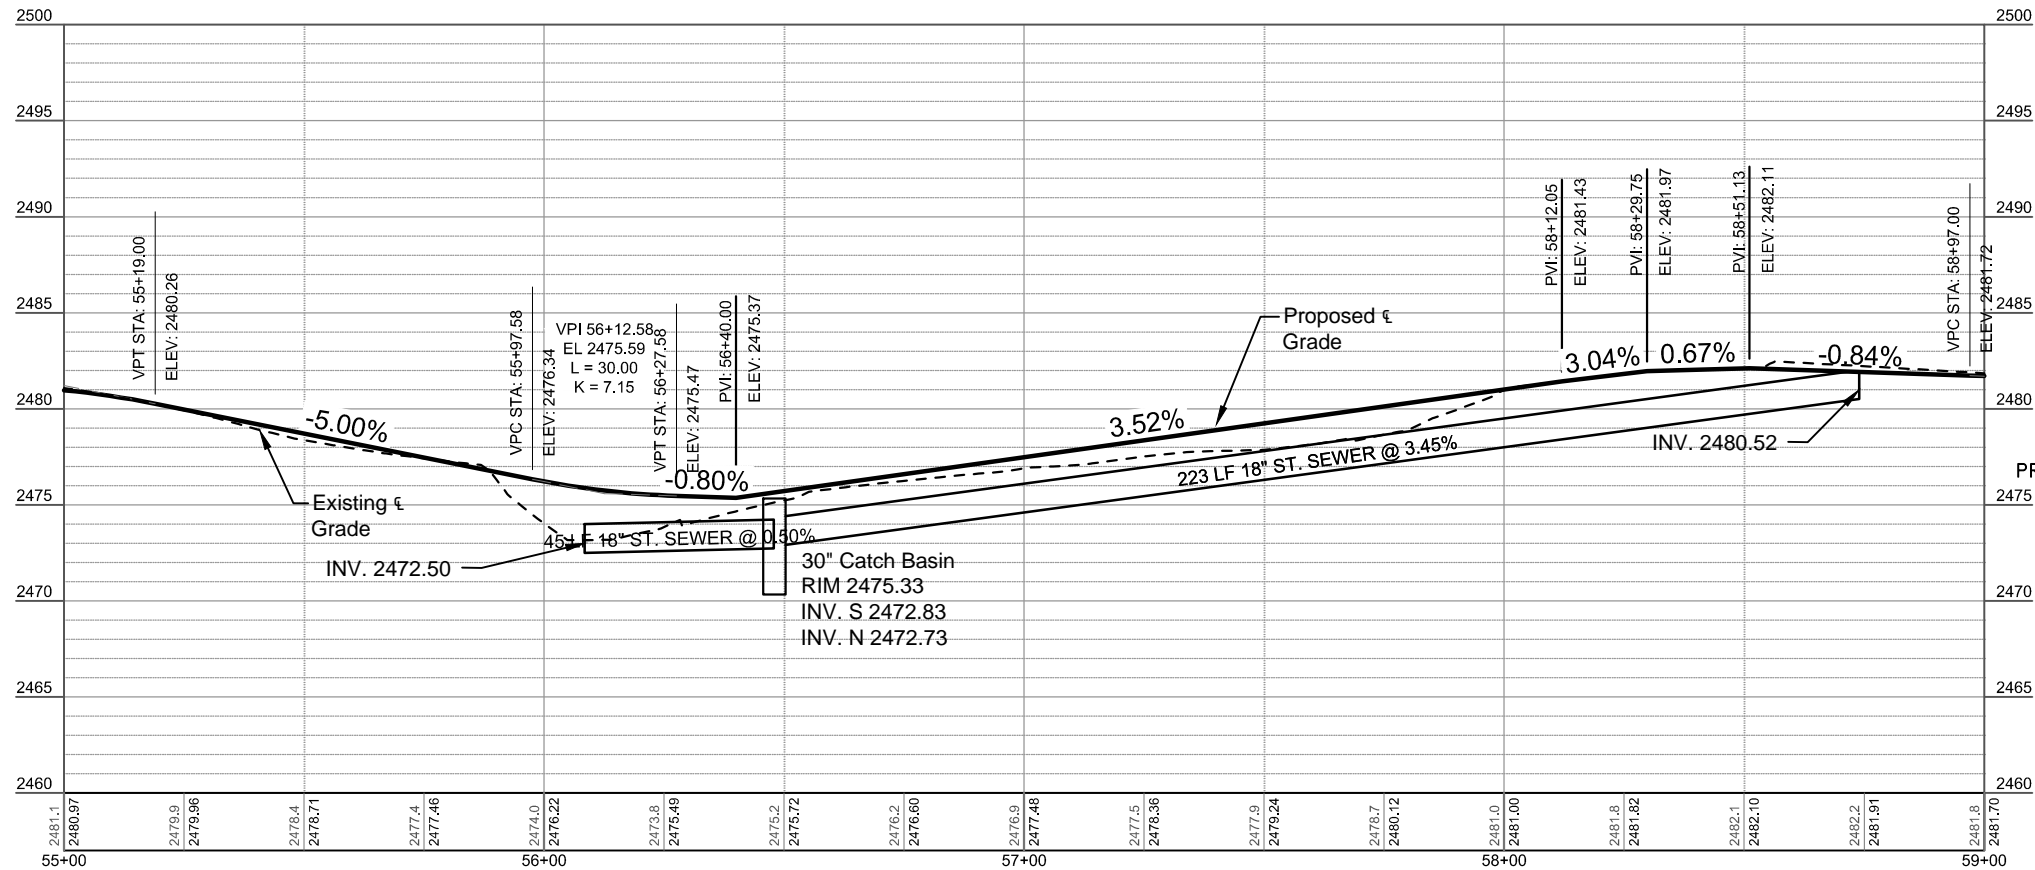 2500
2500
2495
2495
2490
2490
2485
2485
2480
2480
2475
2475
2470
2470
2465
2465
2460
2460
VPT STA: 55+19.00
ELEV: 2480.26
-5.00%
VPC STA: 55+97.58
ELEV: 2476.34
VPI 56+12.58
EL 2475.59
L = 30.00
K = 7.15
VPT STA: 56+27.58
ELEV: 2475.47
-0.80%
PVI: 56+40.00
ELEV: 2475.37
3.52%
Proposed ℄
Grade
PVI: 58+12.05
ELEV: 2481.43
3.04%
PVI: 58+29.75
ELEV: 2481.97
0.67%
PVI: 58+51.13
ELEV: 2482.11
-0.84%
VPC STA: 58+97.00
ELEV: 2481.72
Existing ℄
Grade
INV. 2472.50
45 LF 18" ST. SEWER @ 0.50%
30" Catch Basin
RIM 2475.33
INV. S 2472.83
INV. N 2472.73
223 LF 18" ST. SEWER @ 3.45%
INV. 2480.52
PR
2481.1
2480.97
2479.9
2479.96
2478.4
2478.71
2477.4
2477.46
2474.0
2476.22
2473.8
2475.49
2475.2
2475.72
2476.2
2476.60
2476.9
2477.48
2477.5
2478.36
2477.9
2479.24
2478.7
2480.12
2481.0
2481.00
2481.8
2481.82
2482.1
2482.10
2482.2
2481.91
2481.8
2481.70
55+00
56+00
57+00
58+00
59+00